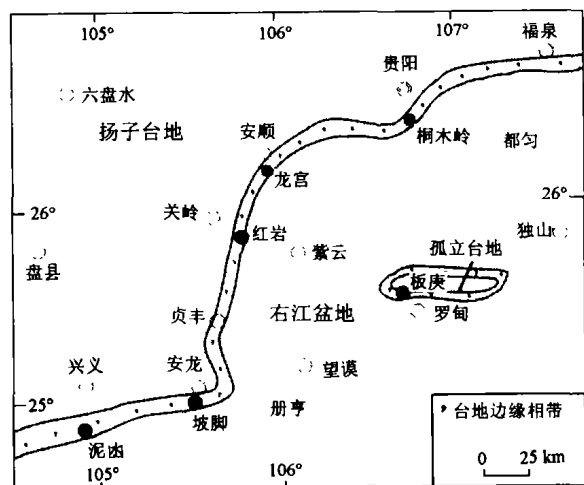 105°
106°
107°
福泉
贵阳
六盘水
扬子台地
安顺
桐木岭
都匀
龙宫
26°
26°
关岭
独山
红岩
孤立台地
盘县
紫云
板庚
贞丰
右江盆地
罗甸
兴义
安龙
望谟
25°
25°
册亨
台地边缘相带
坡脚
泥凼
0 25 km
105°
106°